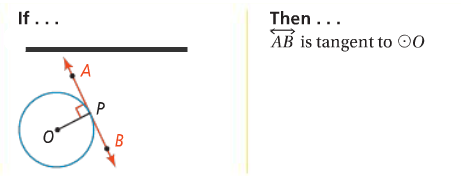 If . . .
Then . . .
AB is tangent to ⊙O
A
P
O
B